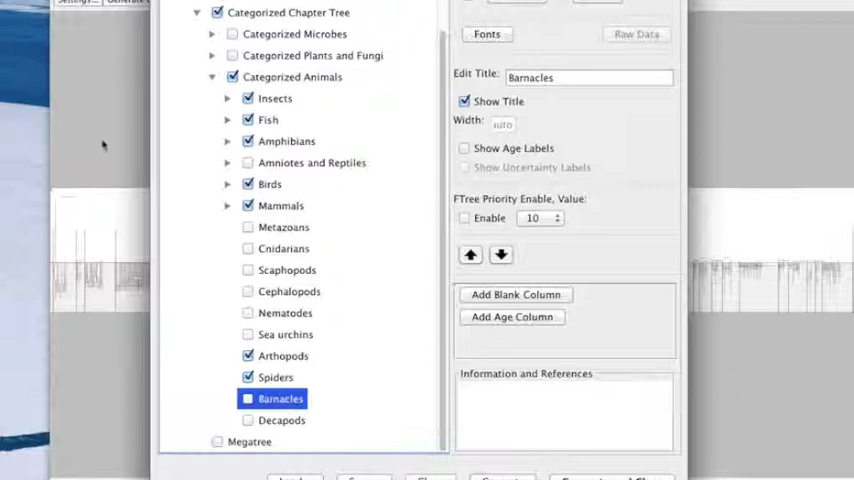 Settings...
Categorized Chapter Tree
Categorized Microbes
Categorized Plants and Fungi
Categorized Animals
Insects
Fish
Amphibians
Amniotes and Reptiles
Birds
Mammals
Metazoans
Cnidarians
Scaphopods
Cephalopods
Nematodes
Sea urchins
Arthopods
Spiders
Barnacles
Decapods
Megatree
Fonts
Raw Data
Edit Title: Barnacles
Show Title
Width: auto
Show Age Labels
Show Uncertainty Labels
FTree Priority Enable, Value:
Enable 10
Add Blank Column
Add Age Column
Information and References